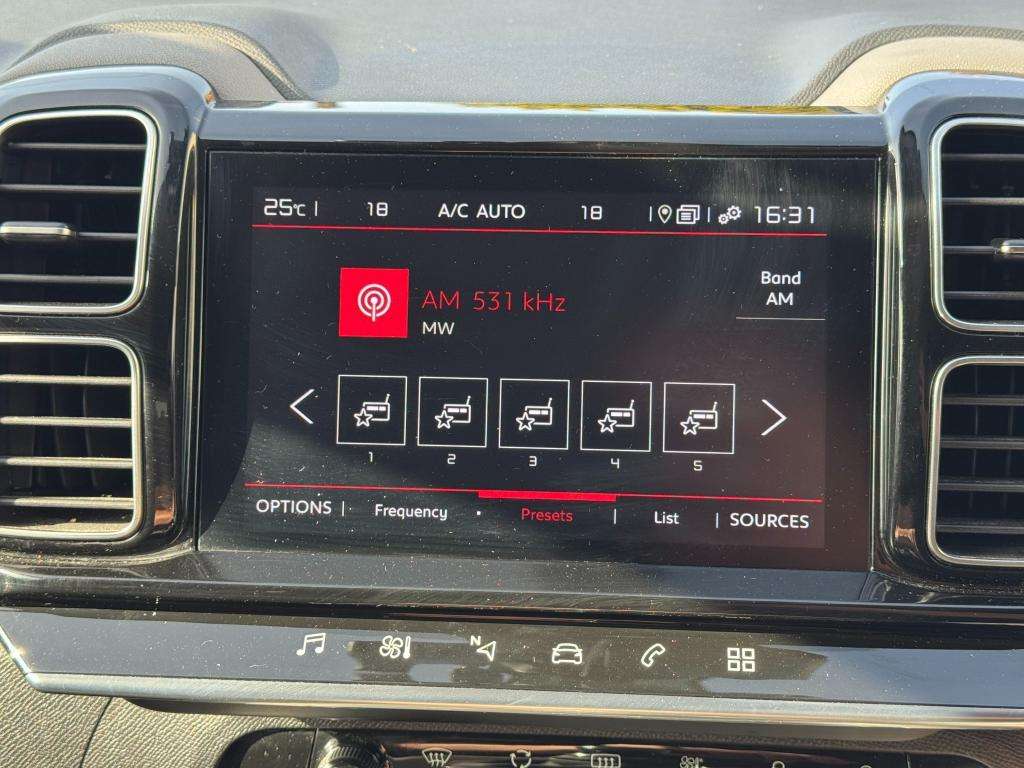 25°C 18 A/C AUTO 18 16:31
Band
AM
AM 531 kHz
MW
1 2 3 4 5
OPTIONS Frequency Presets List SOURCES
N